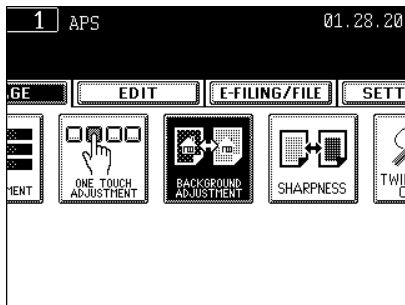 1 APS 01.28.20
GE EDIT E-FILING/FILE SETT
MENT
ONE TOUCH
ADJUSTMENT
BACKGROUND
ADJUSTMENT
SHARPNESS
TWI